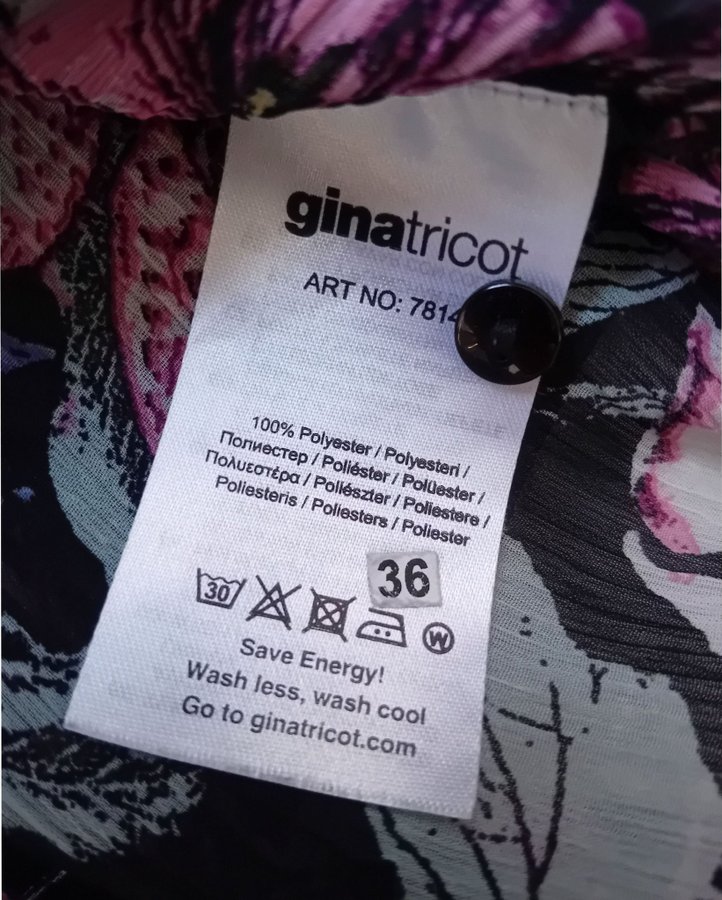 ginatricot
ART NO: 7814
100% Polyester / Polyesteri /
Полиестер / Poliéster / Polüester /
Πολυεστέρα / Poliészter / Poliestere /
Poliesteris / Poliesters / Poliester
36
30 W
Save Energy!
Wash less, wash cool
Go to ginatricot.com